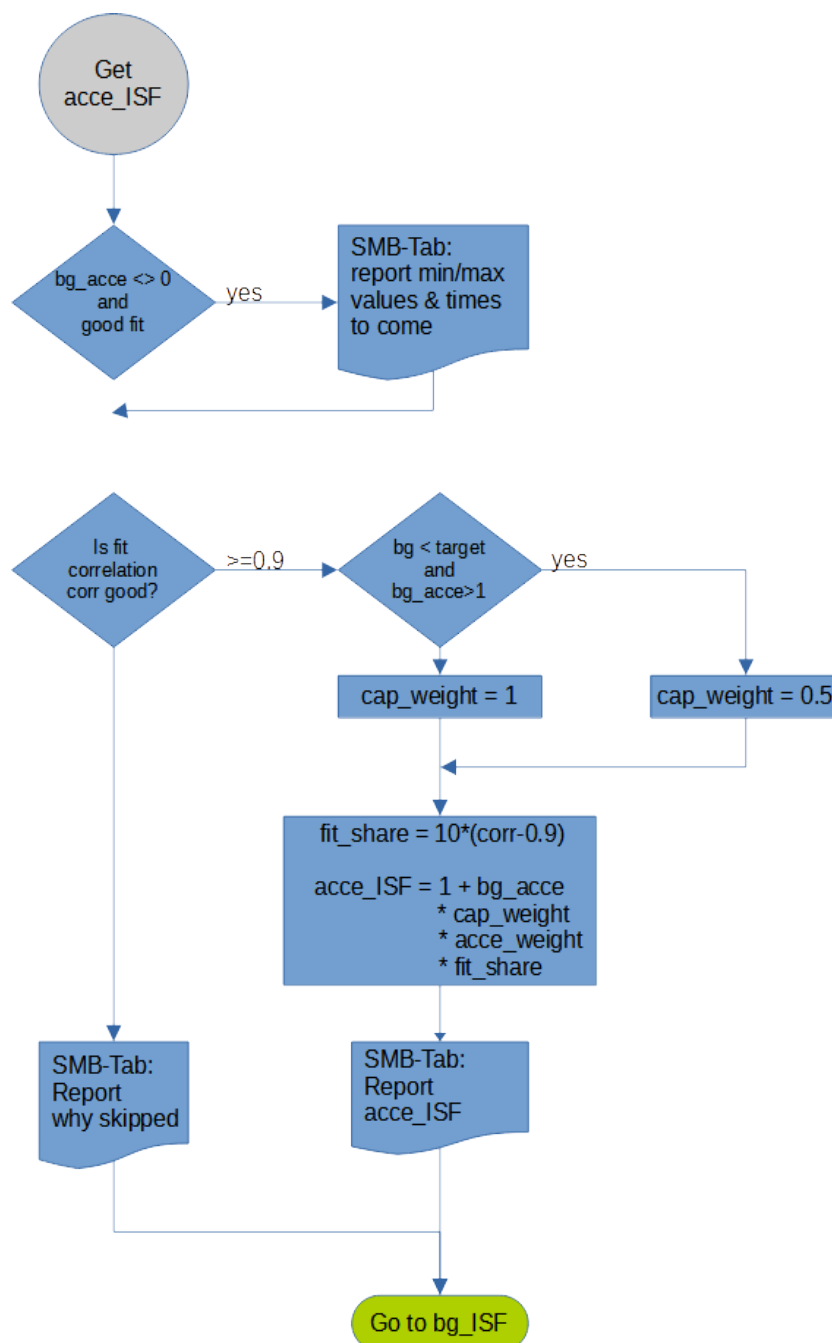 Get
acce_ISF
bg_acce <> 0
and
good fit
yes
SMB-Tab:
report min/max
values & times
to come
Is fit
correlation
corr good?
>=0.9
bg < target
and
bg_acce>1
yes
cap_weight = 1
cap_weight = 0.5
fit_share = 10*(corr-0.9)
acce_ISF = 1 + bg_acce
* cap_weight
* acce_weight
* fit_share
SMB-Tab:
Report
why skipped
SMB-Tab:
Report
acce_ISF
Go to bg_ISF